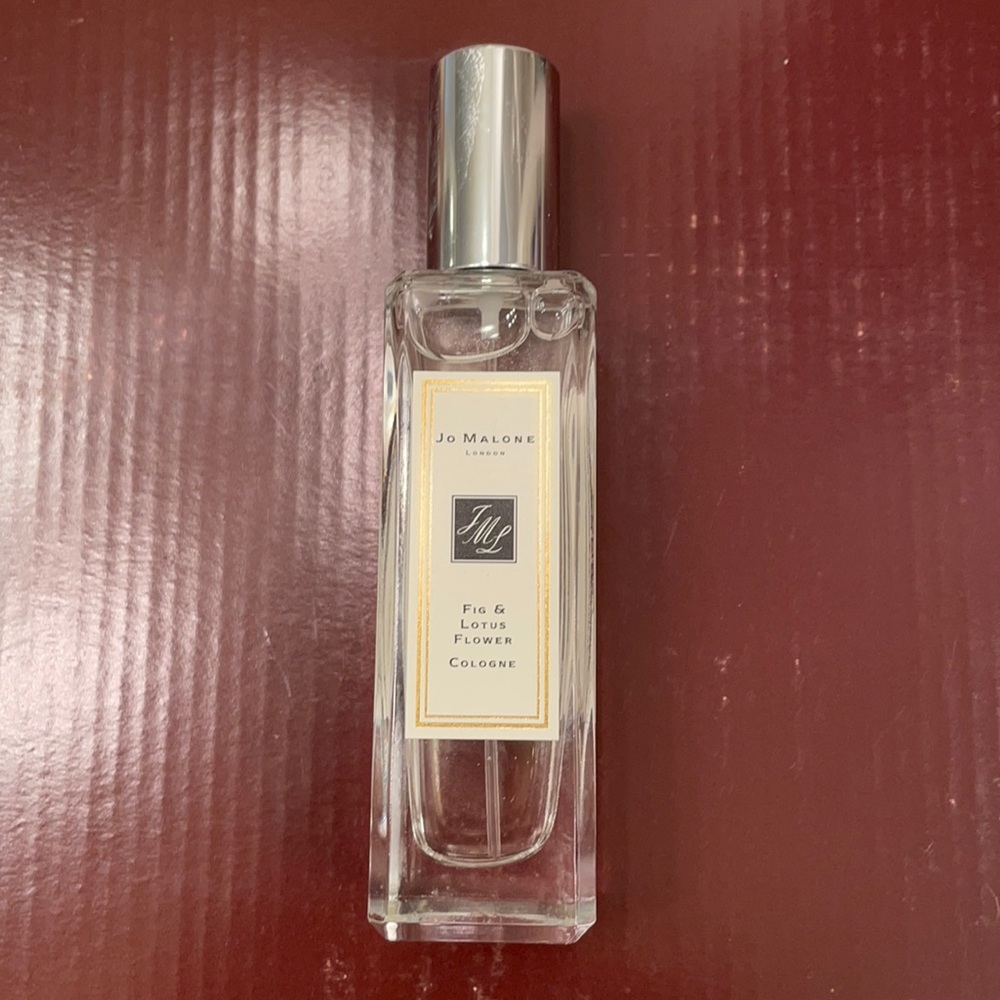 Jo Malone
London
JML
Fig &
Lotus
Flower
Cologne